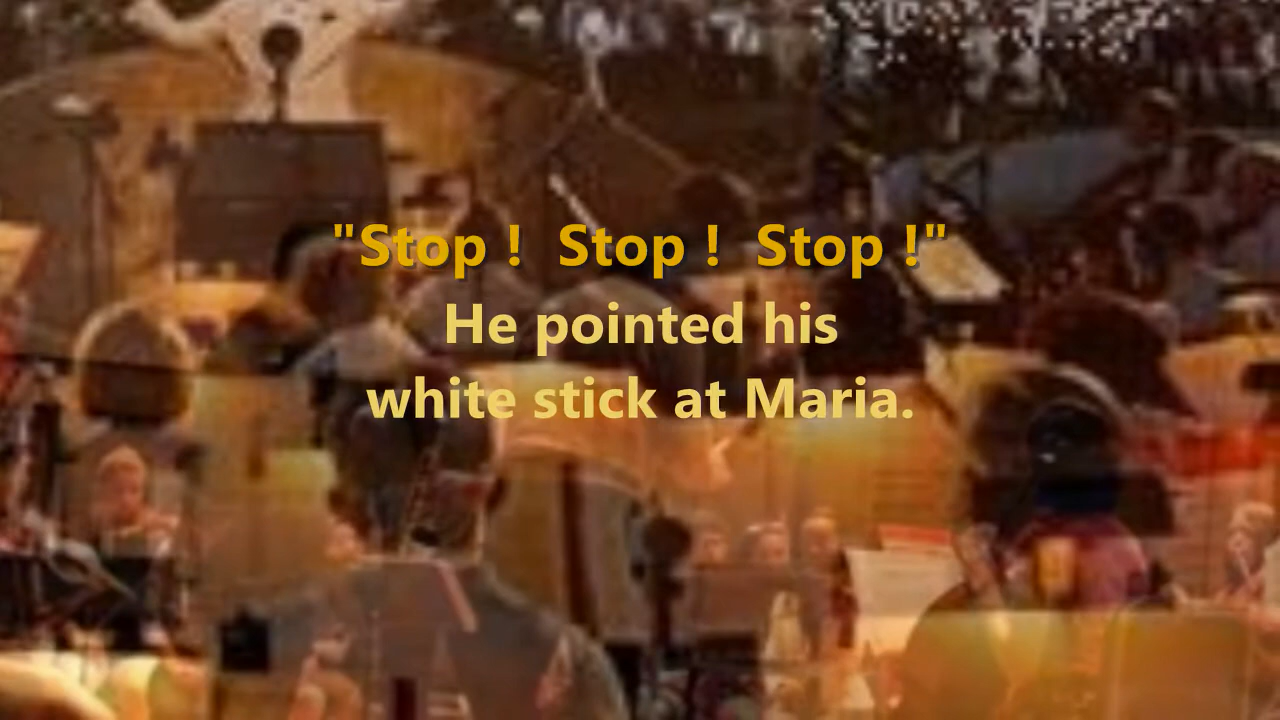 "Stop !  Stop !  Stop !"
He pointed his
white stick at Maria.